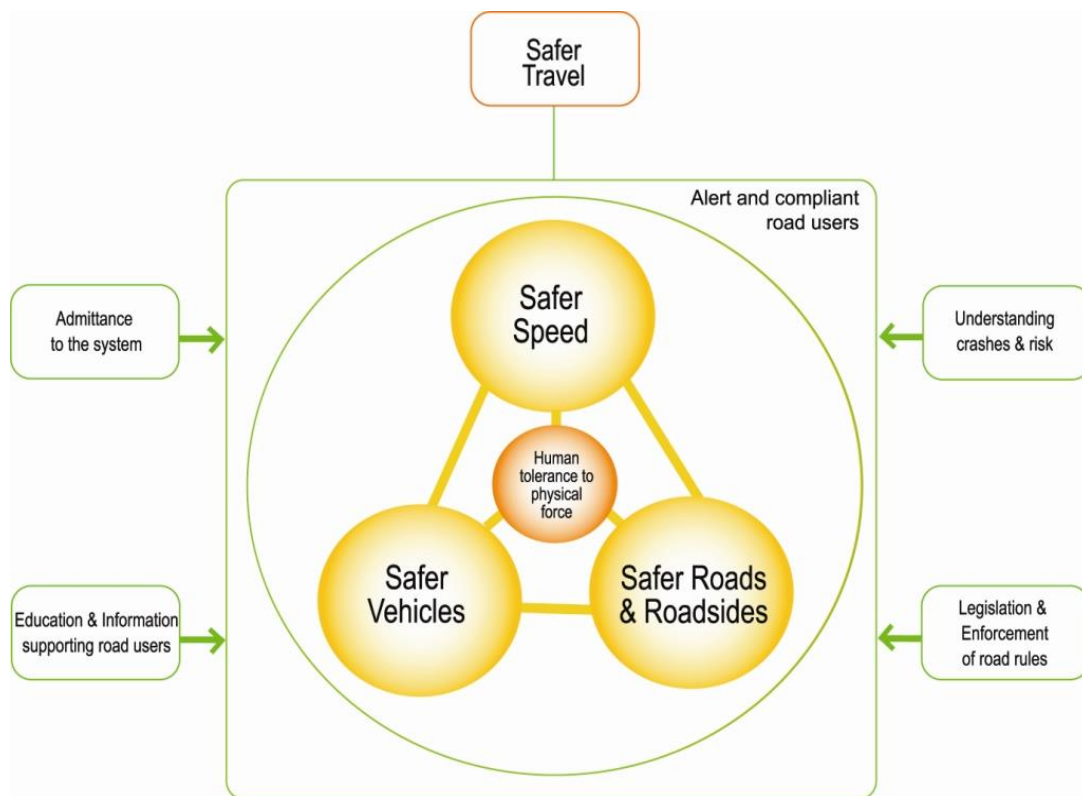 Safer
Travel
Alert and compliant
road users
Safer
Speed
Admittance
to the system
Understanding
crashes & risk
Human
tolerance to
physical
force
Safer
Vehicles
Safer Roads
& Roadsides
Education & Information
supporting road users
Legislation &
Enforcement
of road rules